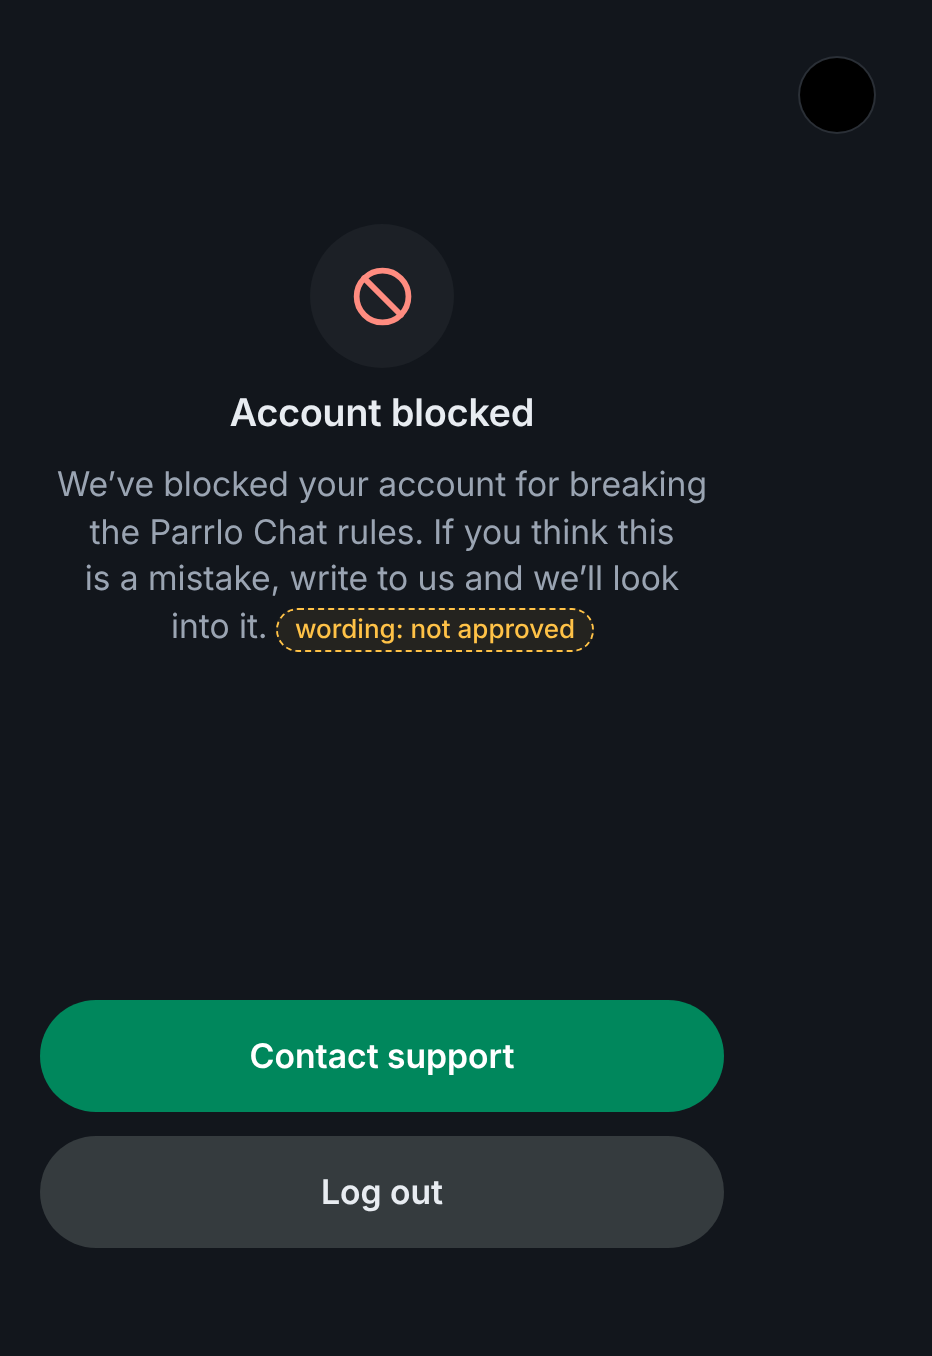 Account blocked
We’ve blocked your account for breaking
the Parrlo Chat rules. If you think this
is a mistake, write to us and we’ll look
into it. wording: not approved
Contact support
Log out